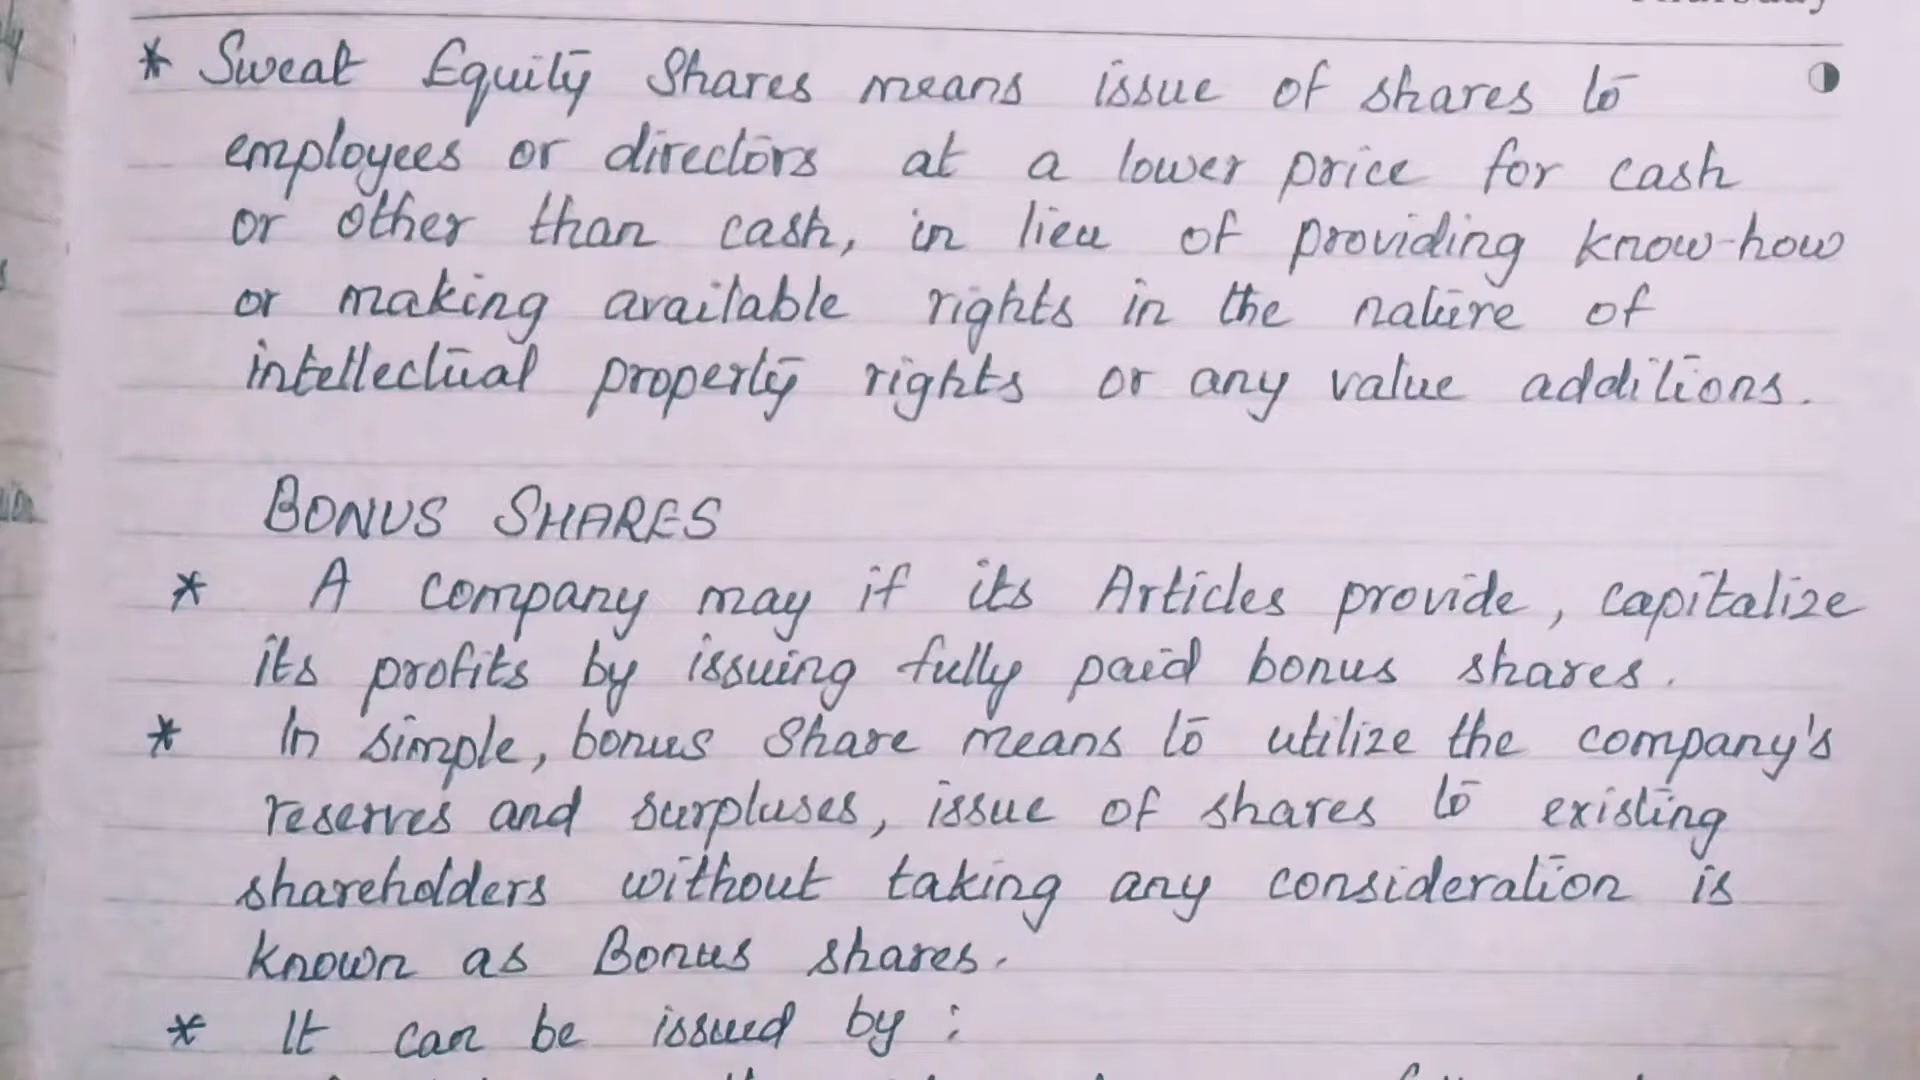 * Sweat Equity Shares means issue of shares to
employees or directors at a lower price for cash
or other than cash, in lieu of providing know-how
or making available rights in the nature of
intellectual property rights or any value additions.
BONUS SHARES
* A company may if its Articles provide, capitalize
its profits by issuing fully paid bonus shares.
* In simple, bonus share means to utilize the company's
reserves and surpluses, issue of shares to existing
shareholders without taking any consideration is
known as Bonus shares.
* It can be issued by :